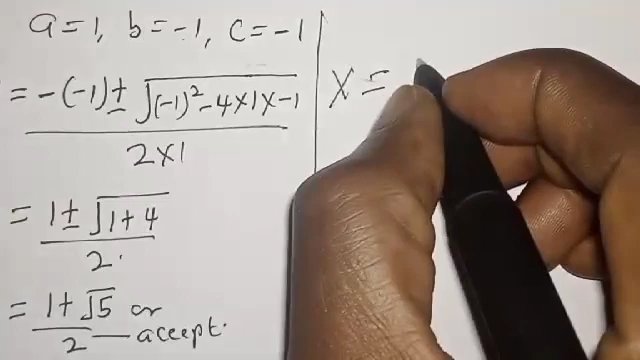 a = 1, b = -1, c = -1
= -(-1) ± √(-1)² - 4×1×-1
2×1
= 1 ± √1+4
2.
= 1+√5 or
2 — accept.
x =